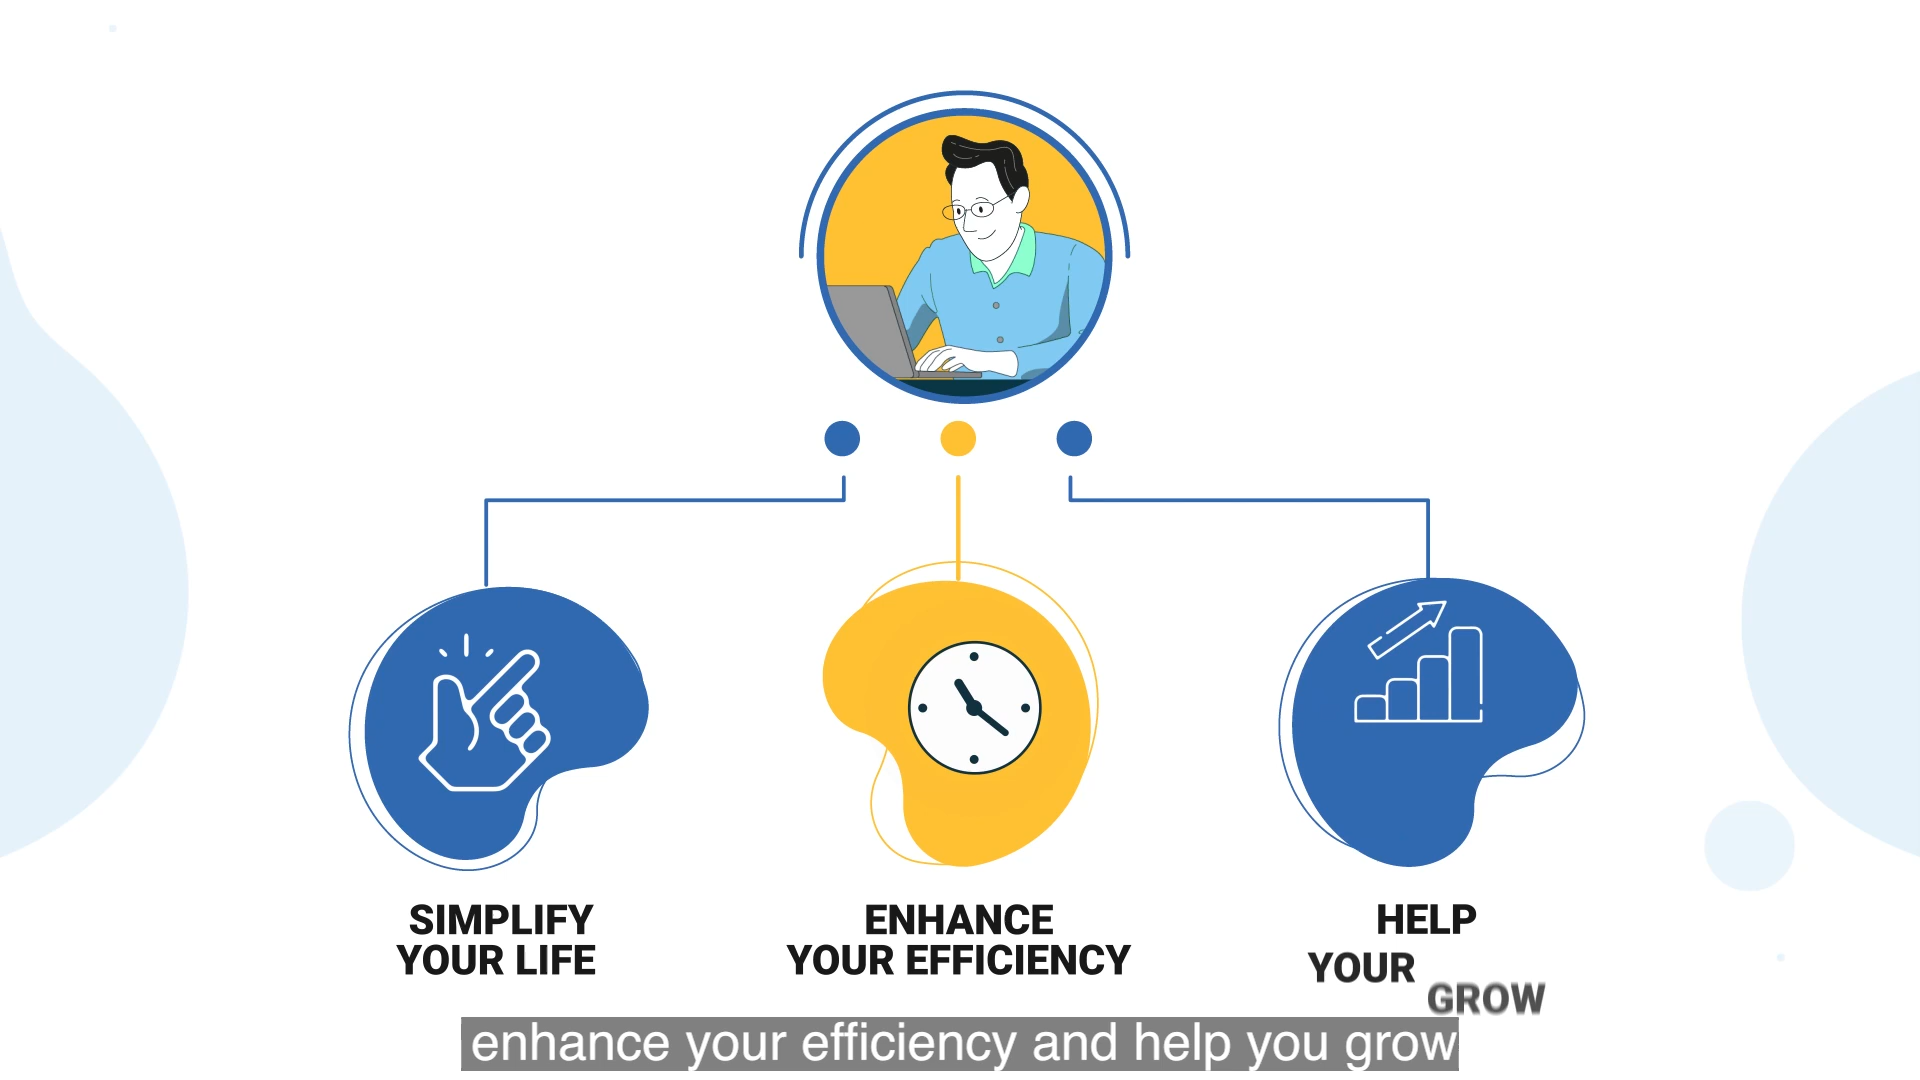 SIMPLIFY
YOUR LIFE
ENHANCE
YOUR EFFICIENCY
HELP
YOUR
GROW
enhance your efficiency and help you grow